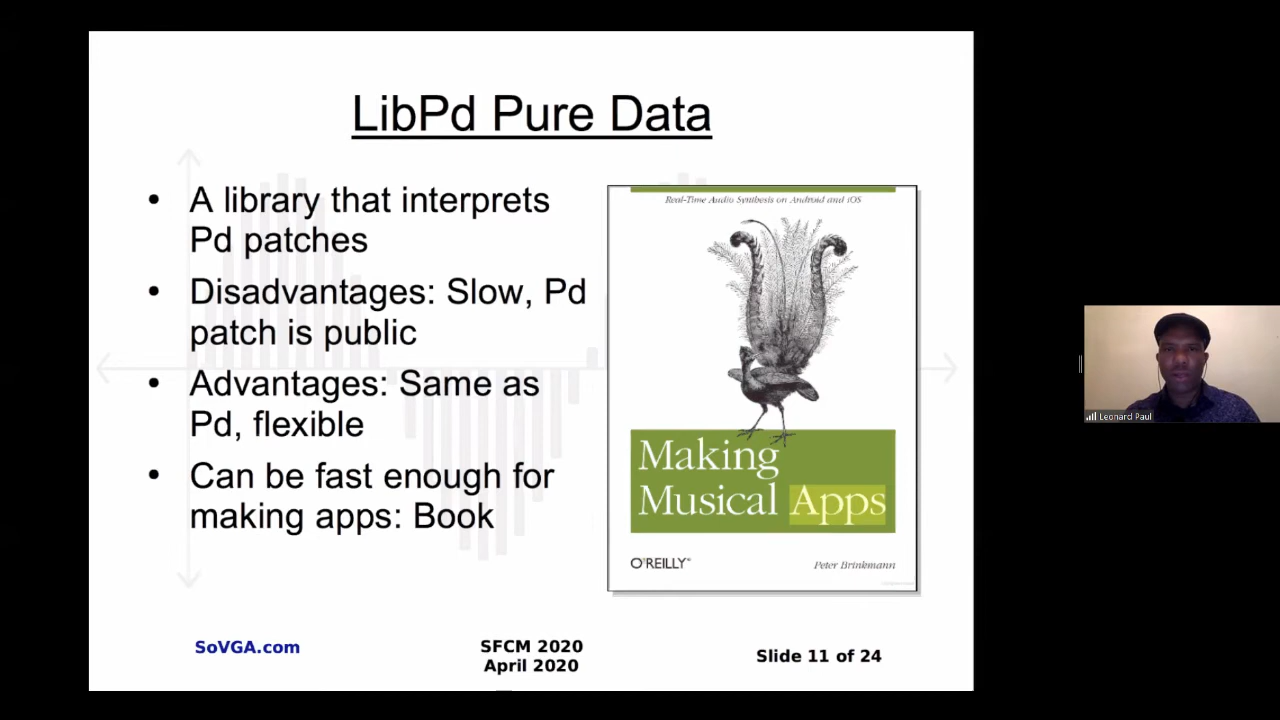 LibPd Pure Data
• A library that interprets
Pd patches
• Disadvantages: Slow, Pd
patch is public
• Advantages: Same as
Pd, flexible
• Can be fast enough for
making apps: Book
Real-Time Audio Synthesis on Android and iOS
Making
Musical Apps
O'REILLY®
Peter Brinkmann
SoVGA.com
SFCM 2020
April 2020
Slide 11 of 24
Leonard Paul